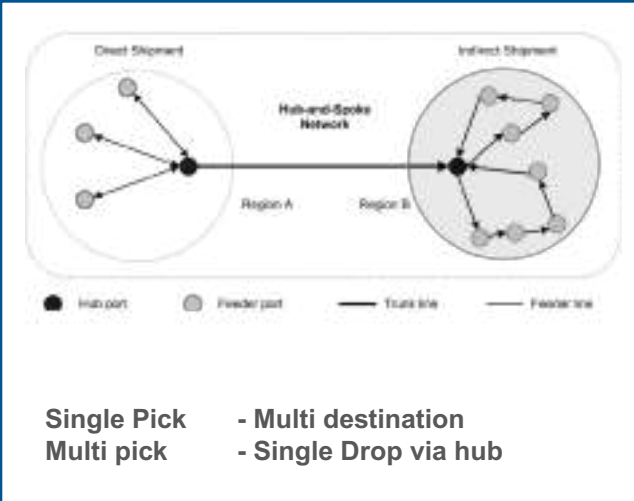 Direct Shipment
Indirect Shipment
Hub-and-Spoke
Network
Region A
Region B
Hub port
Feeder port
Trunk line
Feeder line
Single Pick - Multi destination
Multi pick - Single Drop via hub